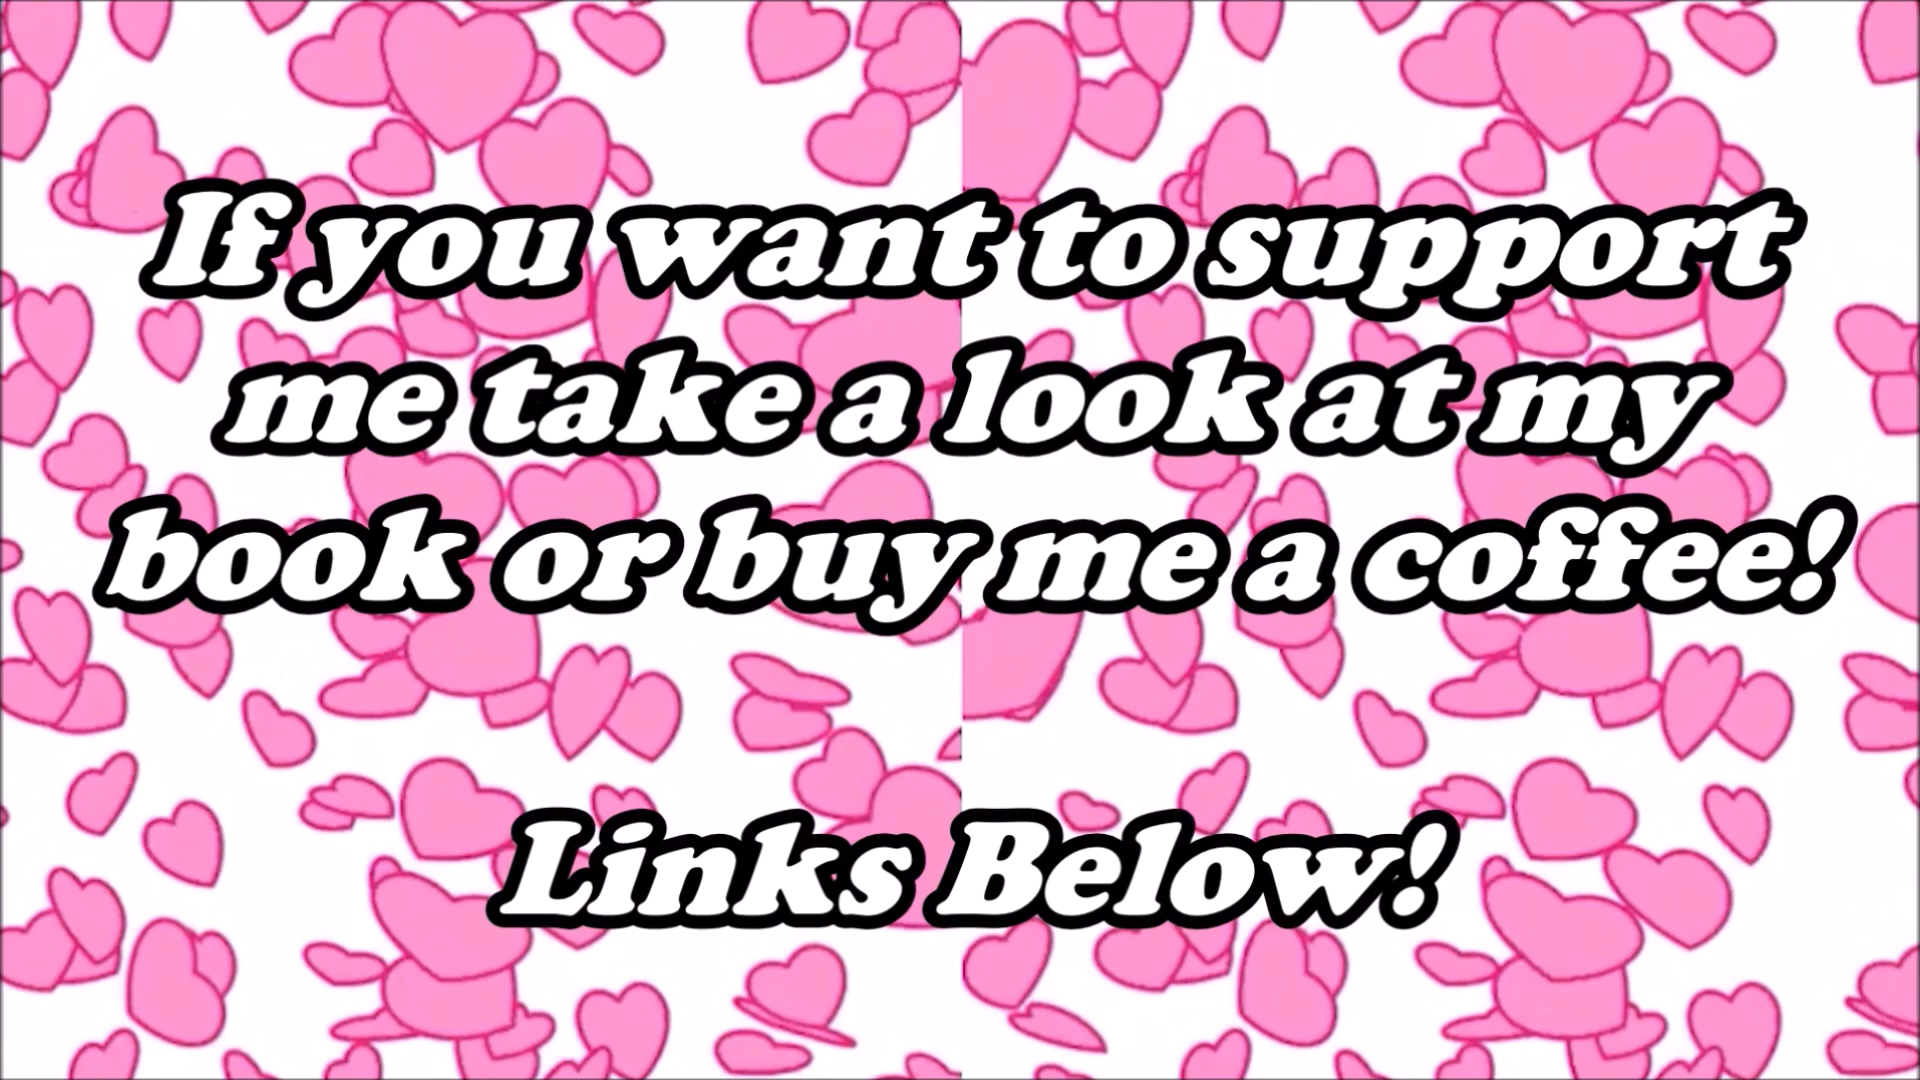 If you want to support
me take a look at my
book or buy me a coffee!
Links Below!